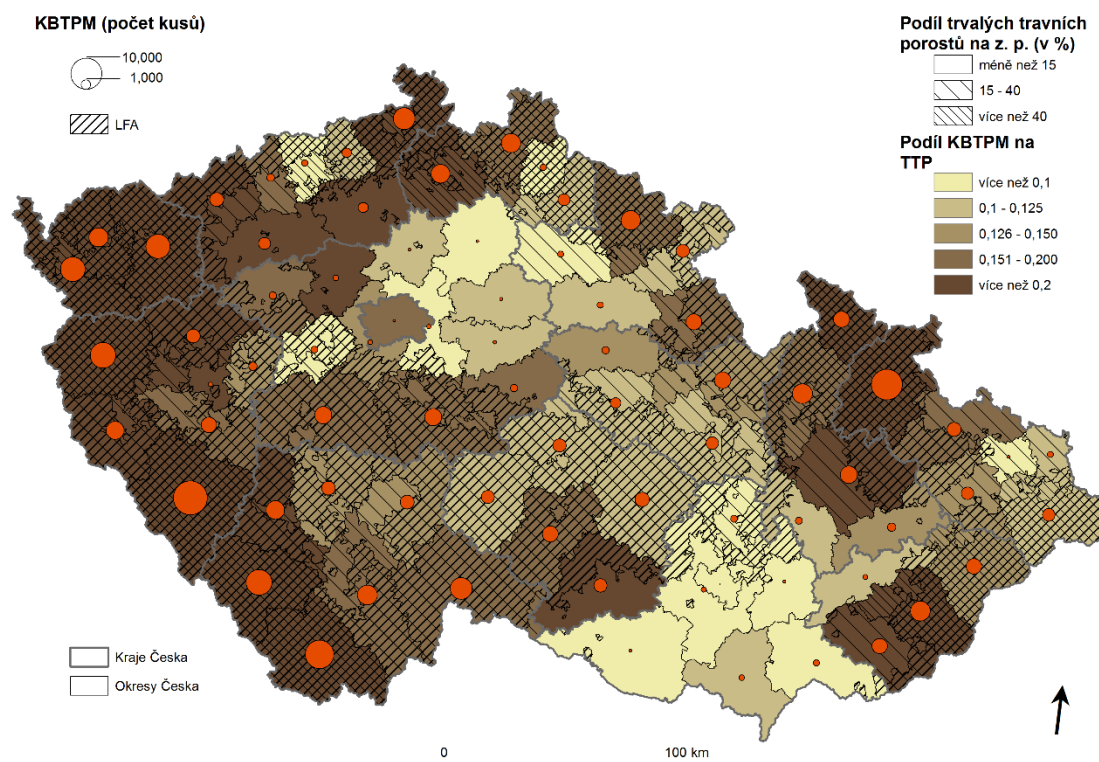 KBTPM (počet kusů)
10,000
1,000
LFA
Podíl trvalých travních
porostů na z. p. (v %)
méně než 15
15 - 40
více než 40
Podíl KBTPM na
TTP
více než 0,1
0,1 - 0,125
0,126 - 0,150
0,151 - 0,200
více než 0,2
Kraje Česka
Okresy Česka
0
100 km